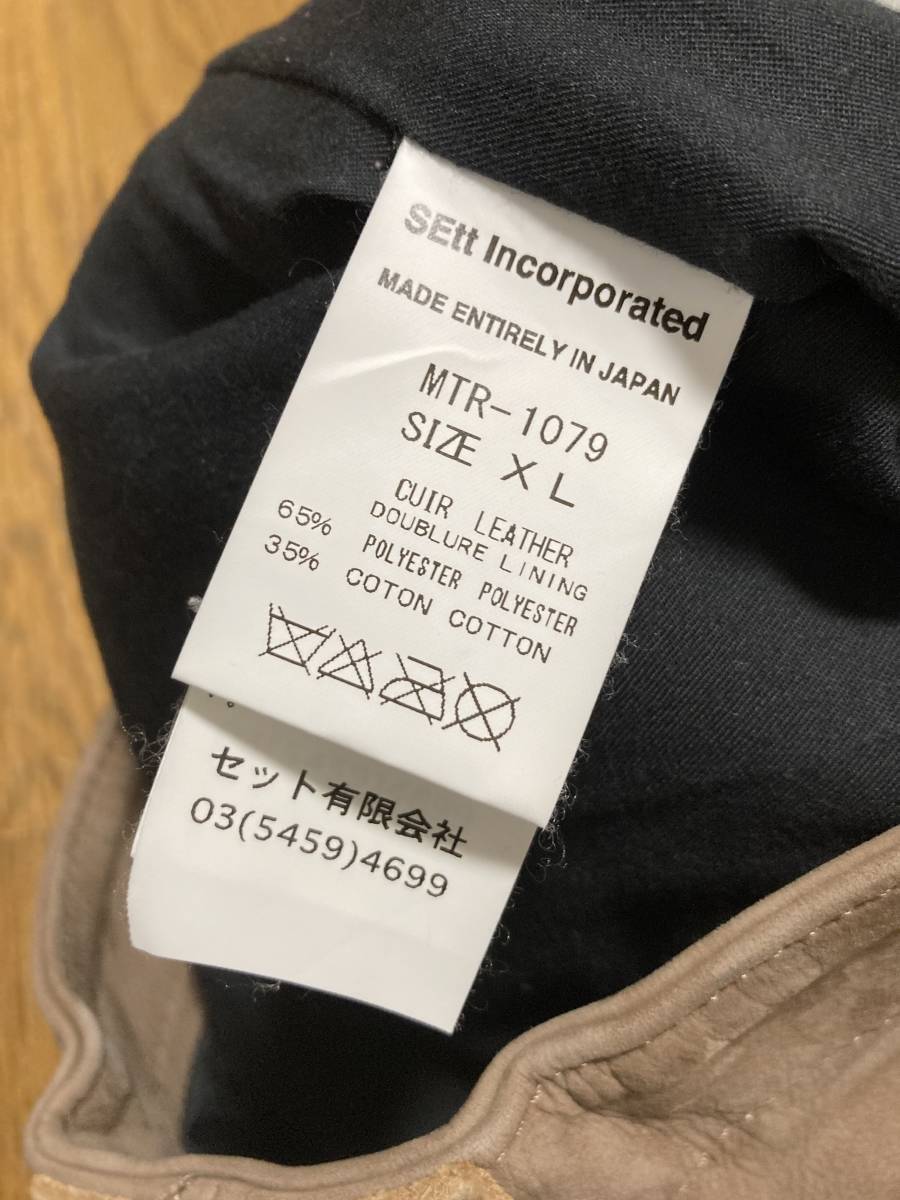 SEtt Incorporated
MADE ENTIRELY IN JAPAN
MTR-1079
SIZE XL
CUIR LEATHER
DOUBLURE LINING
65% POLYESTER POLYESTER
35% COTON COTTON
セット有限会社
03(5459)4699